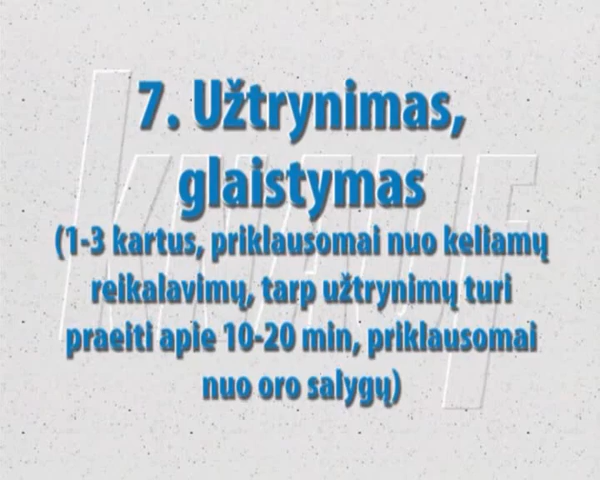 7. Užtrynimas,
glaistymas
(1-3 kartus, priklausomai nuo keliamų
reikalavimų, tarp užtrynimų turi
praeiti apie 10-20 min, priklausomai
nuo oro salygų)
KNAUF